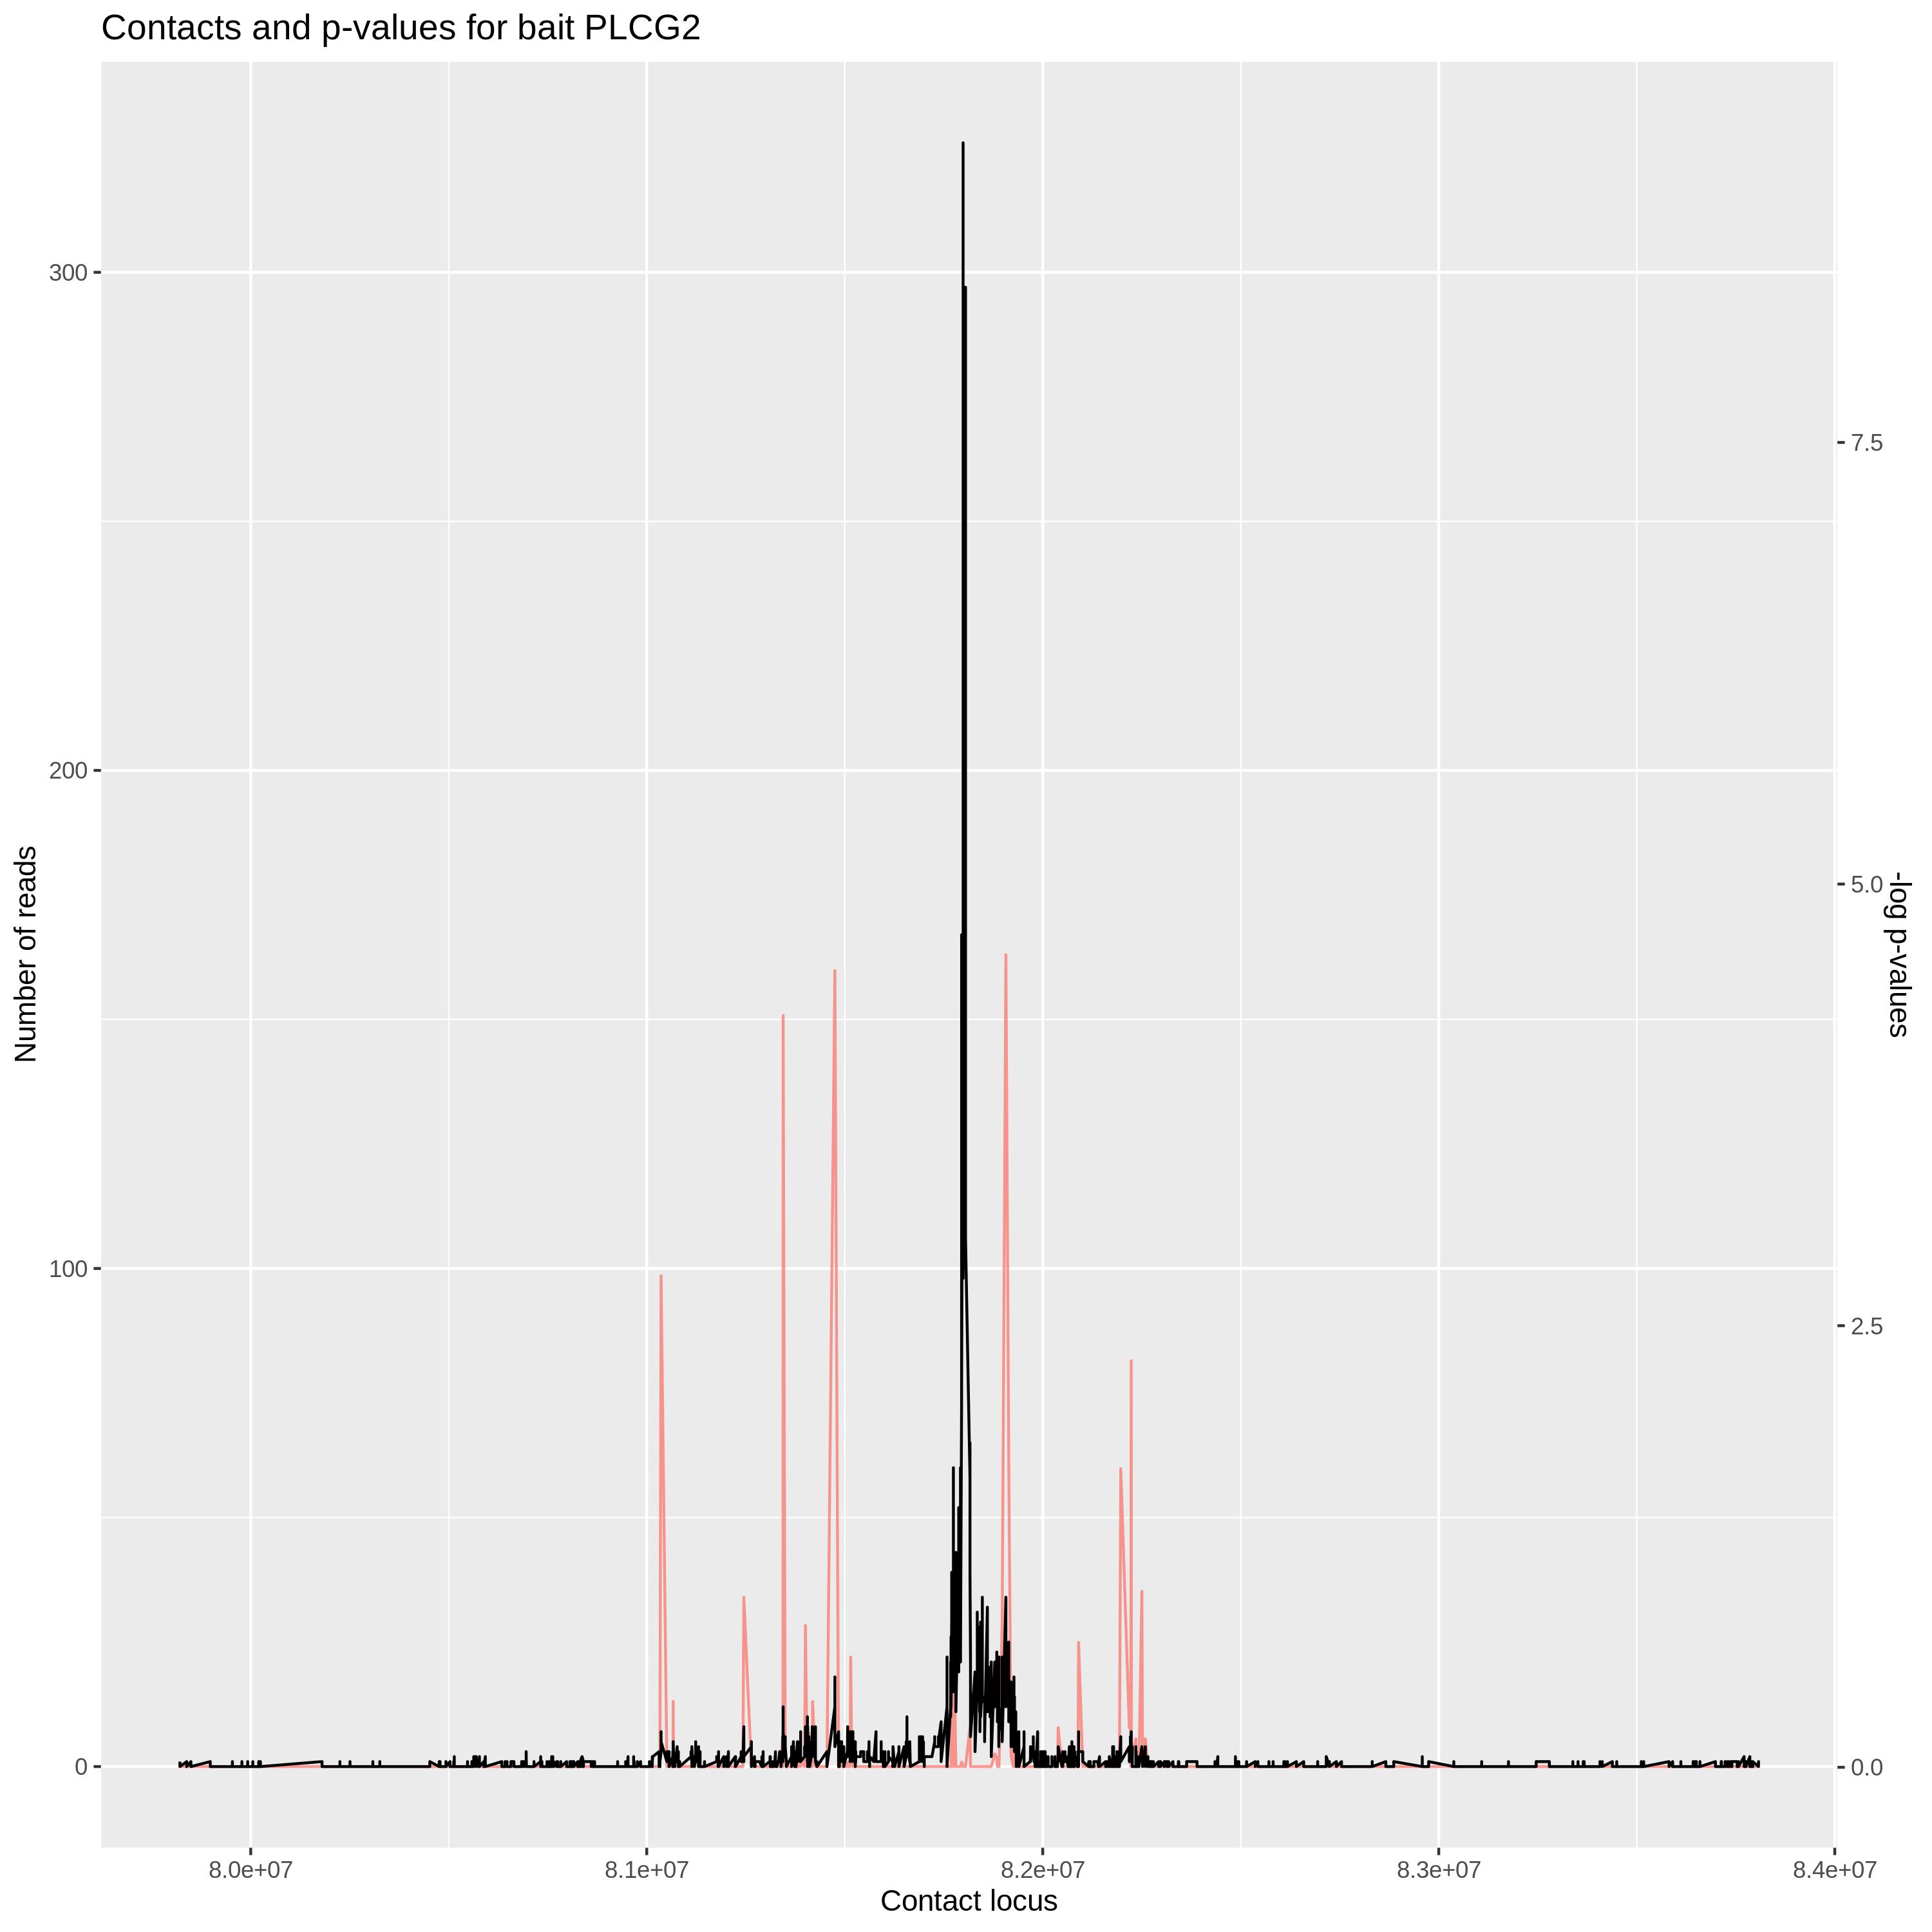 Contacts and p-values for bait PLCG2
Number of reads
300
200
100
0
7.5
5.0
2.5
0.0
-log p-values
8.0e+07
8.1e+07
8.2e+07
8.3e+07
8.4e+07
Contact locus